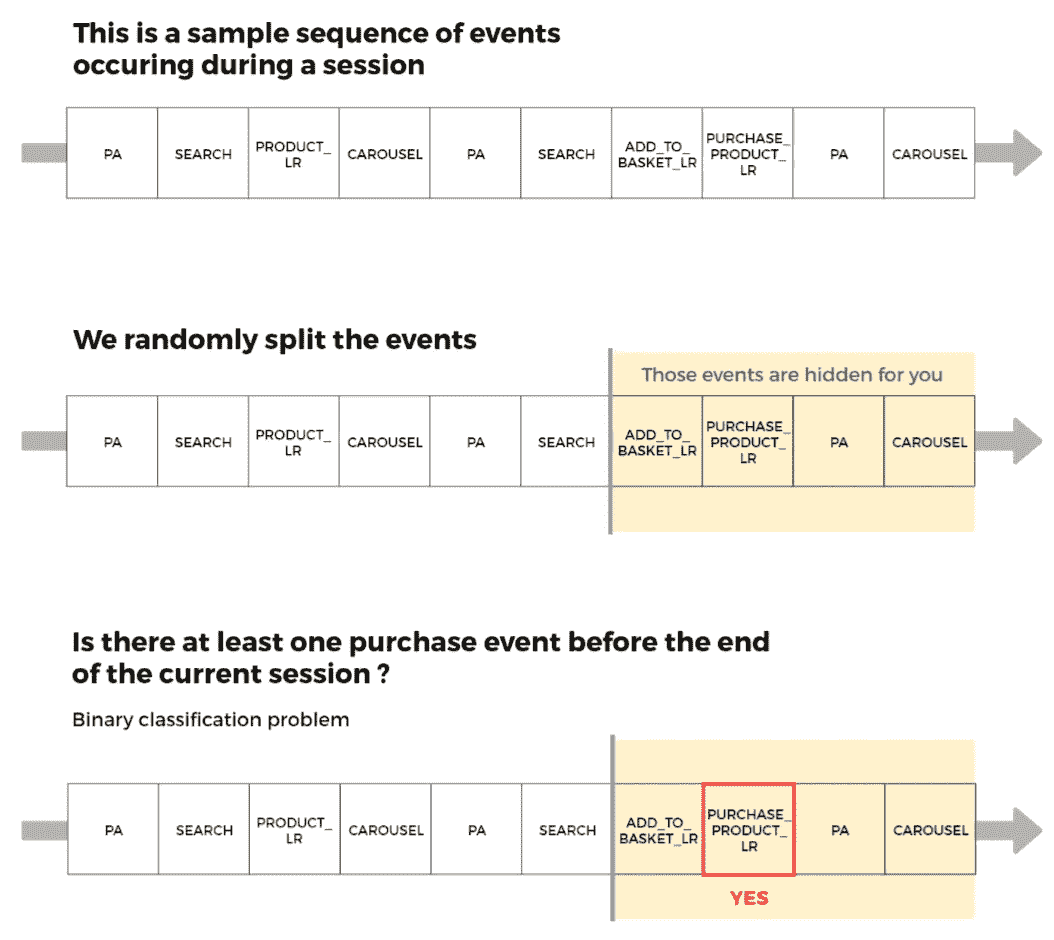 This is a sample sequence of events
occuring during a session
PA
SEARCH
PRODUCT_
LR
CAROUSEL
PA
SEARCH
ADD_TO_
BASKET_LR
PURCHASE_
PRODUCT_
LR
PA
CAROUSEL
We randomly split the events
Those events are hidden for you
PA
SEARCH
PRODUCT_
LR
CAROUSEL
PA
SEARCH
ADD_TO_
BASKET_LR
PURCHASE_
PRODUCT_
LR
PA
CAROUSEL
Is there at least one purchase event before the end
of the current session ?
Binary classification problem
PA
SEARCH
PRODUCT_
LR
CAROUSEL
PA
SEARCH
ADD_TO_
BASKET_LR
PURCHASE_
PRODUCT_
LR
PA
CAROUSEL
YES